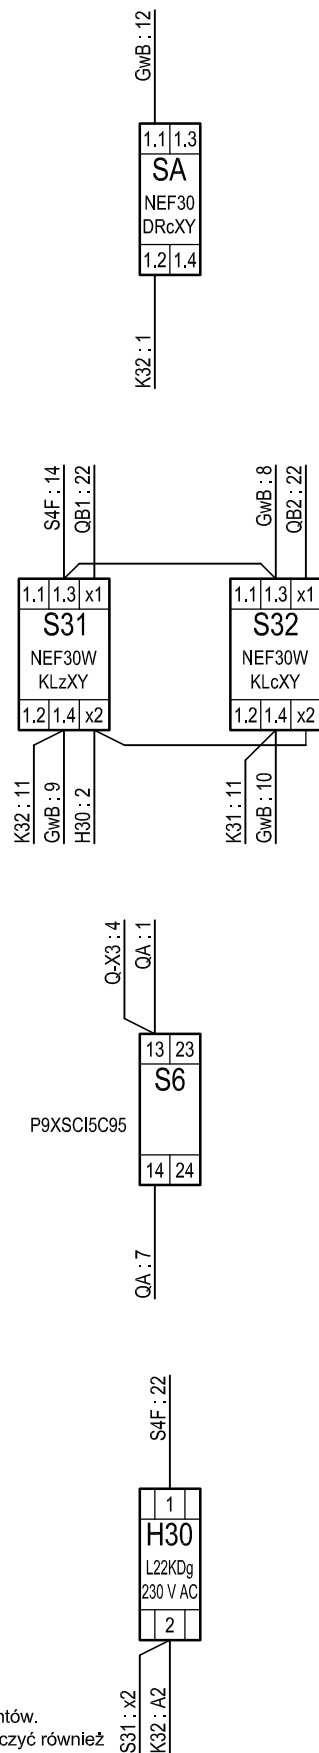 GwB : 12
1.1 1.3
SA
NEF30
DRcXY
1.2 1.4
K32 : 1
S4F : 14
QB1 : 22
GwB : 8
QB2 : 22
1.1 1.3 x1
S31
NEF30W
KLzXY
1.2 1.4 x2
1.1 1.3 x1
S32
NEF30W
KLcXY
1.2 1.4 x2
K32 : 11
GwB : 9
H30 : 2
K31 : 11
GwB : 10
Q-X3 : 4
QA : 1
13 23
S6
P9XSCI5C95
14 24
QA : 7
S4F : 22
1
H30
L22KDg
230 V AC
2
S31 : x2
K32 : A2
ntów.
czyć również